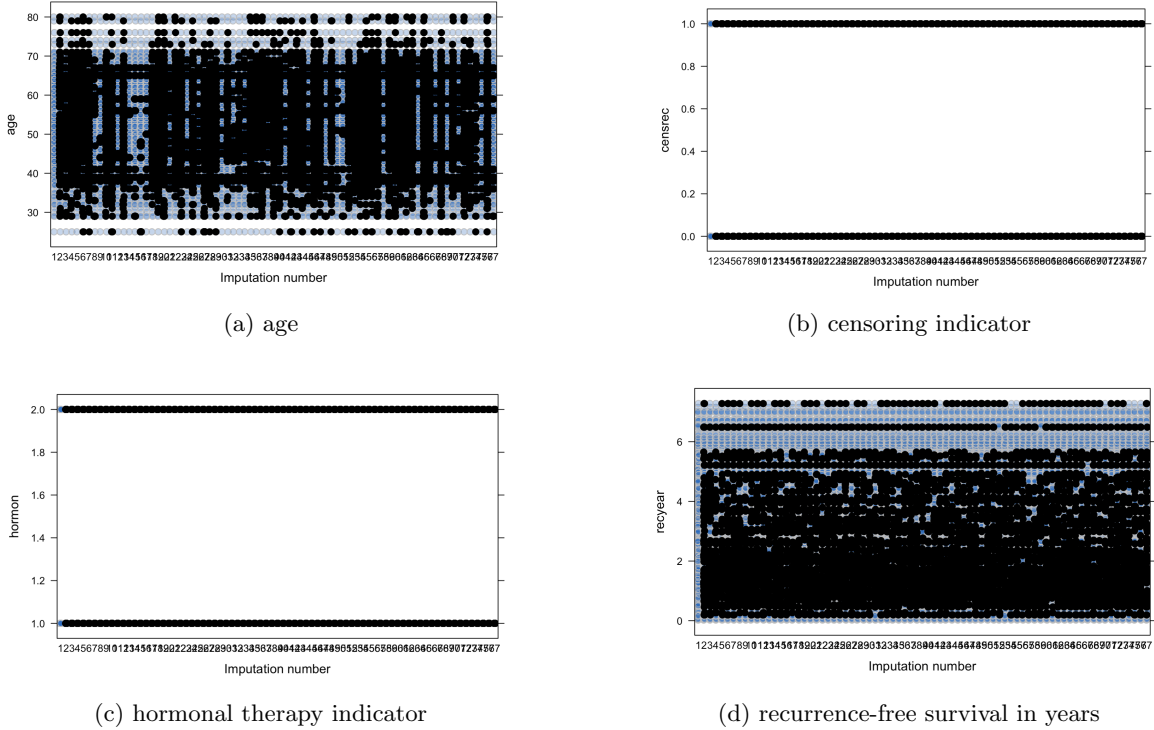 80
70
60
50
40
30
age
Imputation number
(a) age
1.0
0.8
0.6
0.4
0.2
0.0
censrec
Imputation number
(b) censoring indicator
2.0
1.8
1.6
1.4
1.2
1.0
hormon
Imputation number
(c) hormonal therapy indicator
6
4
2
0
recyear
Imputation number
(d) recurrence-free survival in years